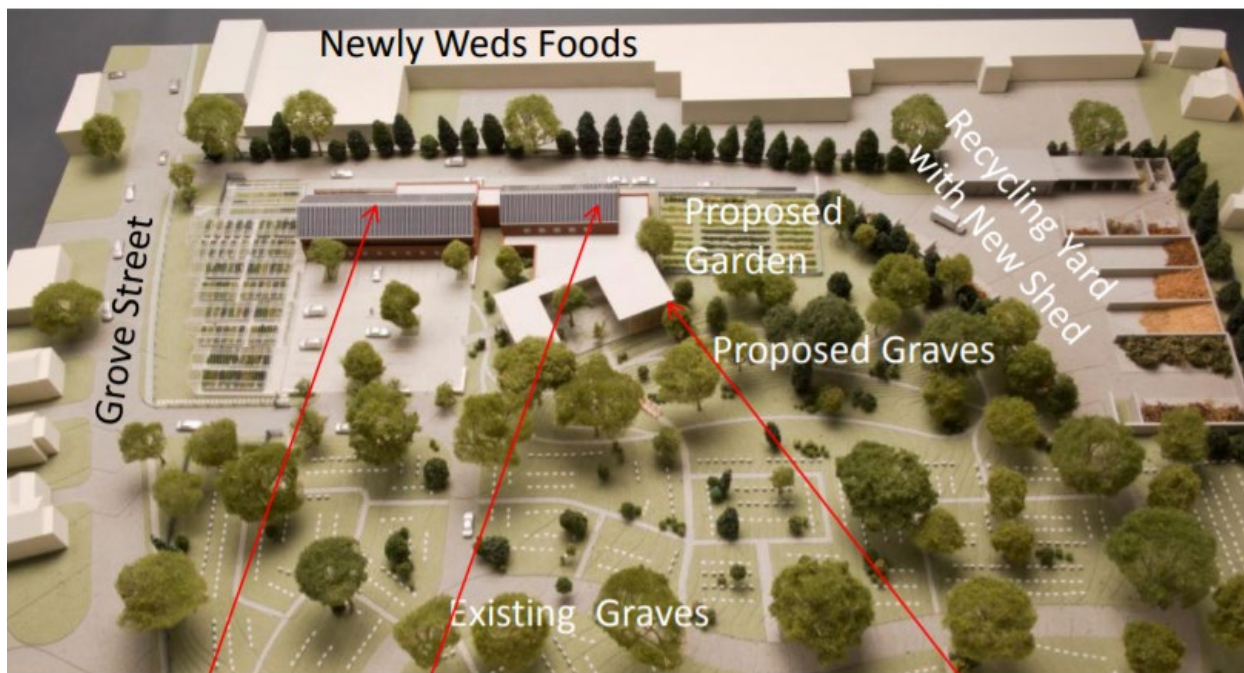 Newly Weds Foods
Grove Street
Proposed
Garden
Recycling Yard
with New Shed
Proposed Graves
Existing  Graves